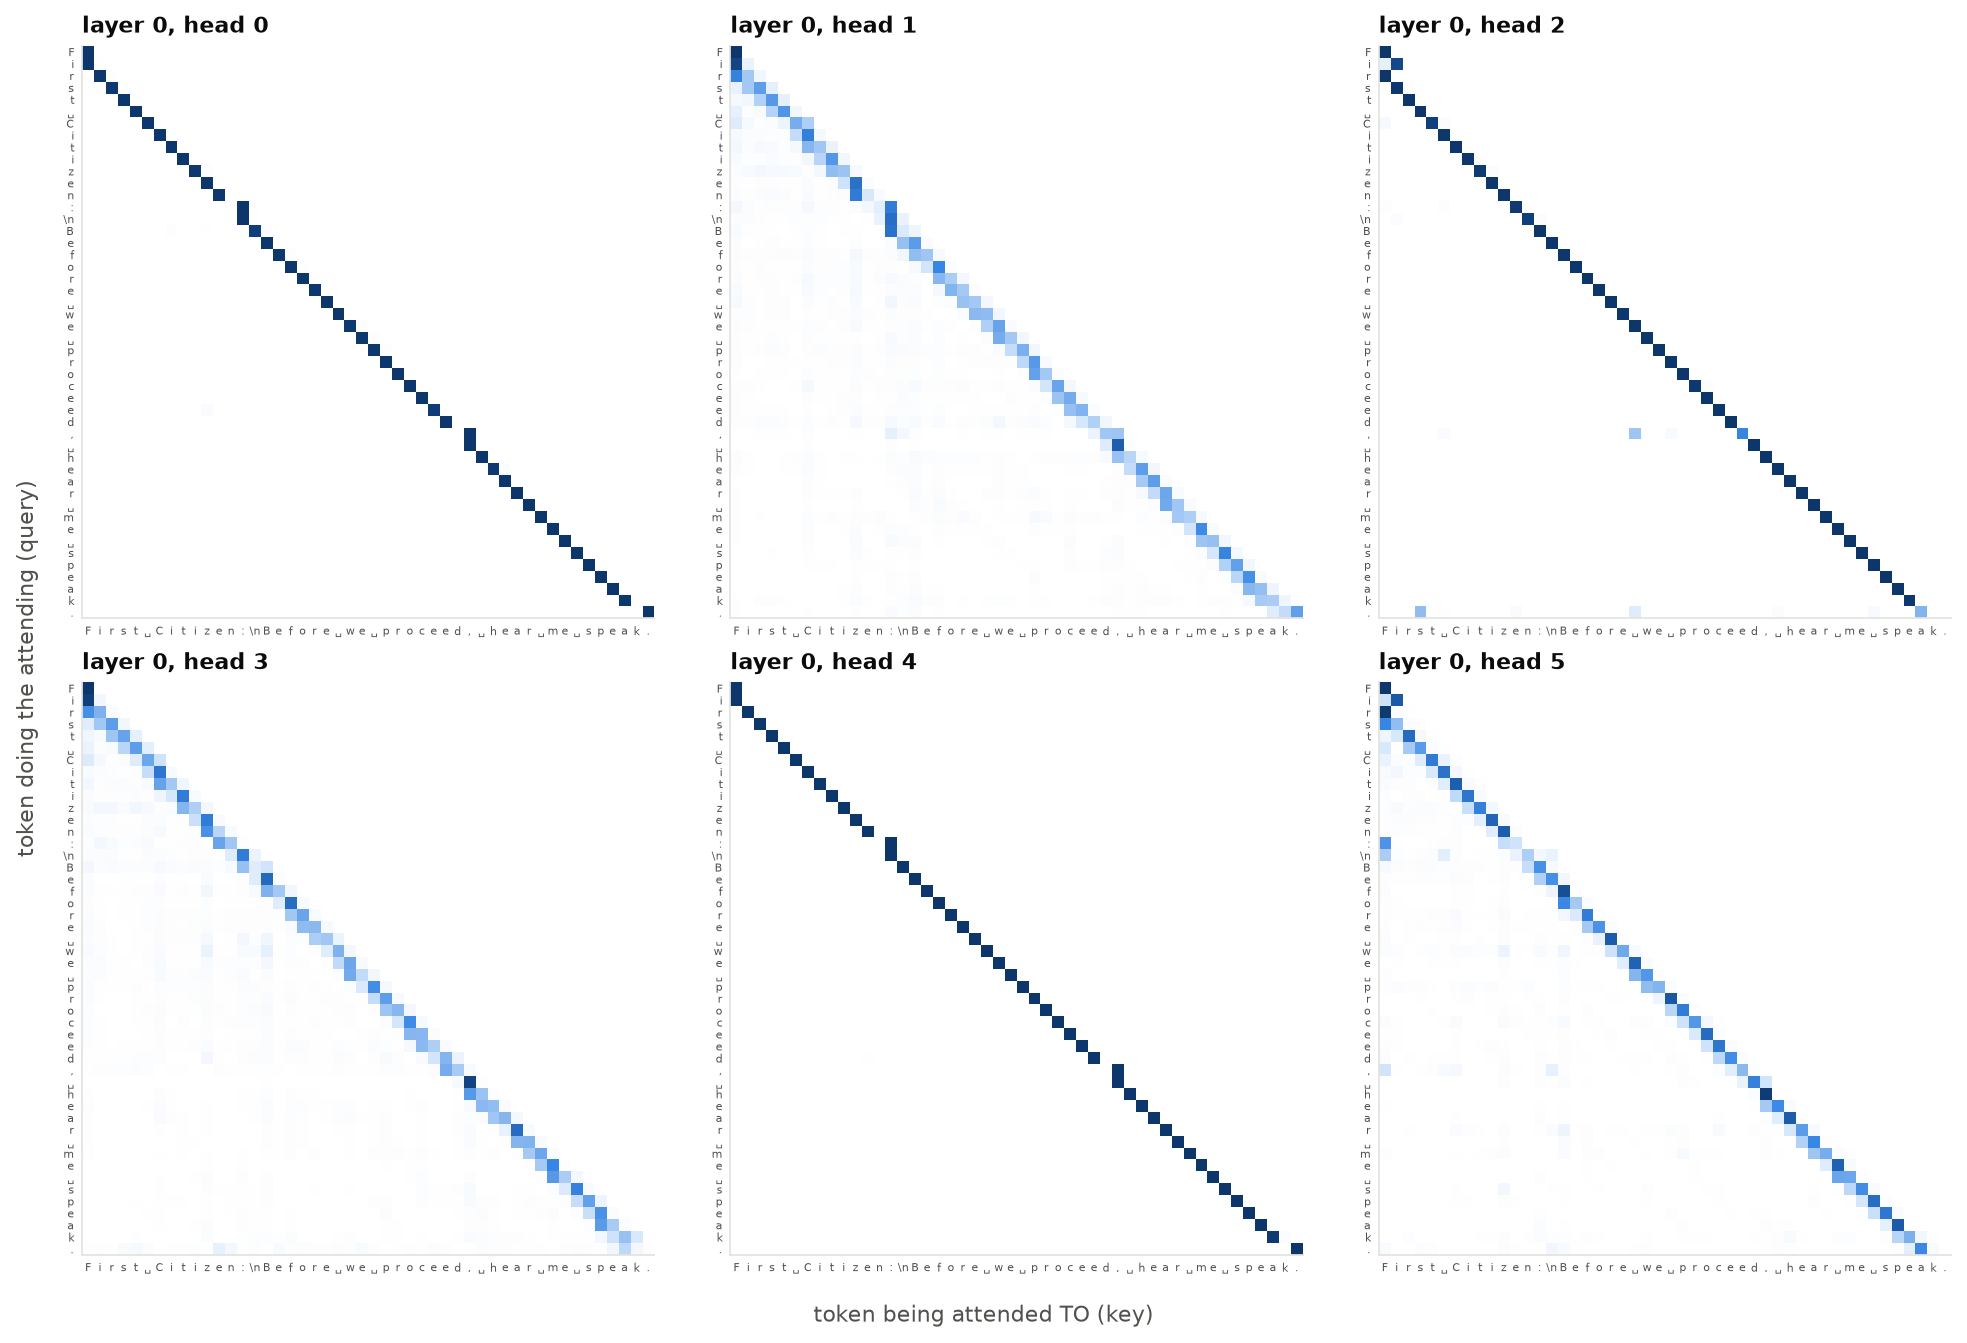 layer 0, head 0
layer 0, head 1
layer 0, head 2
F i r s t ␣ C i t i z e n : \n B e f o r e ␣ w e ␣ p r o c e e d , ␣ h e a r ␣ m e ␣ s p e a k .
F i r s t ␣ C i t i z e n : \n B e f o r e ␣ w e ␣ p r o c e e d , ␣ h e a r ␣ m e ␣ s p e a k .
F i r s t ␣ C i t i z e n : \n B e f o r e ␣ w e ␣ p r o c e e d , ␣ h e a r ␣ m e ␣ s p e a k .
F i r s t ␣ C i t i z e n : \n B e f o r e ␣ w e ␣ p r o c e e d , ␣ h e a r ␣ m e ␣ s p e a k .
F i r s t ␣ C i t i z e n : \n B e f o r e ␣ w e ␣ p r o c e e d , ␣ h e a r ␣ m e ␣ s p e a k .
F i r s t ␣ C i t i z e n : \n B e f o r e ␣ w e ␣ p r o c e e d , ␣ h e a r ␣ m e ␣ s p e a k .
token doing the attending (query)
layer 0, head 3
layer 0, head 4
layer 0, head 5
F i r s t ␣ C i t i z e n : \n B e f o r e ␣ w e ␣ p r o c e e d , ␣ h e a r ␣ m e ␣ s p e a k .
F i r s t ␣ C i t i z e n : \n B e f o r e ␣ w e ␣ p r o c e e d , ␣ h e a r ␣ m e ␣ s p e a k .
F i r s t ␣ C i t i z e n : \n B e f o r e ␣ w e ␣ p r o c e e d , ␣ h e a r ␣ m e ␣ s p e a k .
F i r s t ␣ C i t i z e n : \n B e f o r e ␣ w e ␣ p r o c e e d , ␣ h e a r ␣ m e ␣ s p e a k .
F i r s t ␣ C i t i z e n : \n B e f o r e ␣ w e ␣ p r o c e e d , ␣ h e a r ␣ m e ␣ s p e a k .
F i r s t ␣ C i t i z e n : \n B e f o r e ␣ w e ␣ p r o c e e d , ␣ h e a r ␣ m e ␣ s p e a k .
token being attended TO (key)